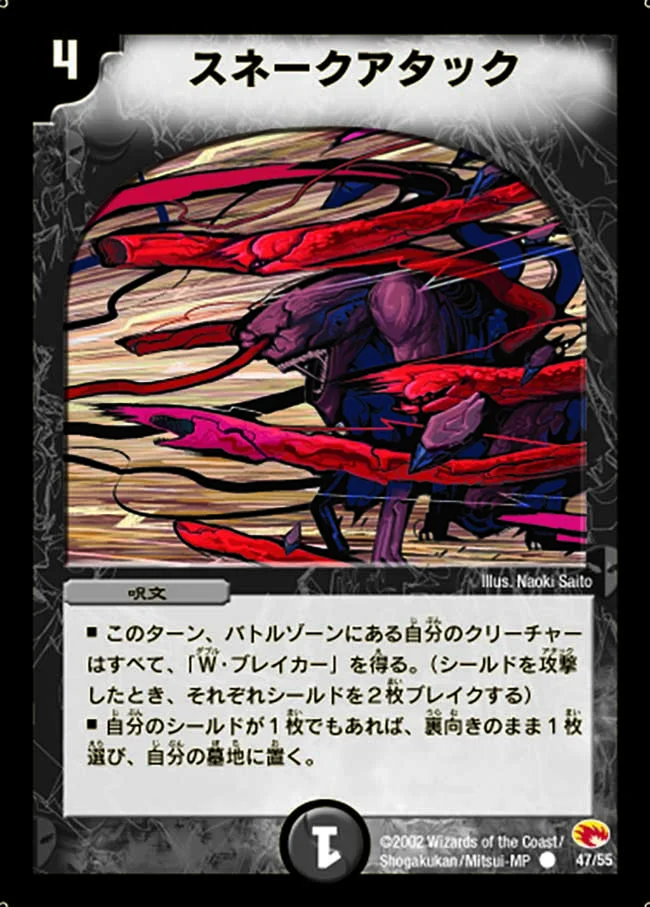 4
スネークアタック
Illus. Naoki Saito
呪文
■ このターン、バトルゾーンにある自分のクリーチャー
はすべて、「W・ブレイカー」を得る。（シールドを攻撃
したとき、それぞれシールドを２枚ブレイクする）
■ 自分のシールドが１枚でもあれば、裏向きのまま１枚
選び、自分の墓地に置く。
1
©2002 Wizards of the Coast/
Shogakukan/Mitsui-MP
47/55